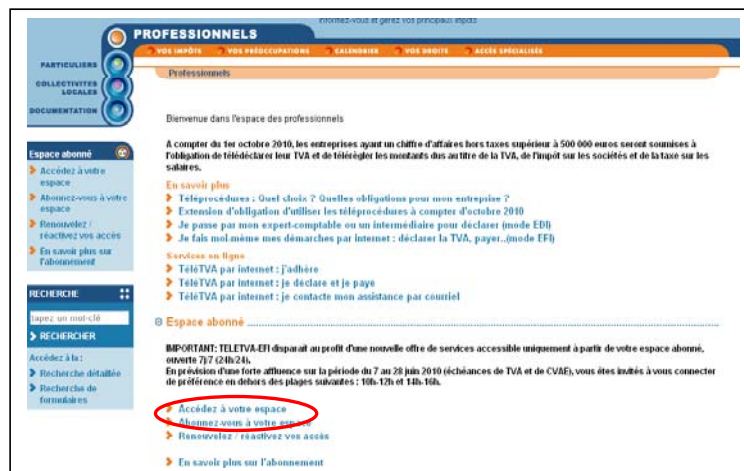 Informez-vous et gérez vos principaux impôts
PROFESSIONNELS
VOS IMPÔTS VOS PRÉOCCUPATIONS CALENDRIER VOS DROITS ACCÈS SPÉCIALISÉS
PARTICULIERS
COLLECTIVITES
LOCALES
DOCUMENTATION
Professionnels
Bienvenue dans l'espace des professionnels
A compter du 1er octobre 2010, les entreprises ayant un chiffre d'affaires hors taxes supérieur à 500 000 euros seront soumises à
l'obligation de télédéclarer leur TVA et de télérégler les montants dus au titre de la TVA, de l'impôt sur les sociétés et de la taxe sur les
salaires.
En savoir plus
Téléprocédures : Quel choix ? Quelles obligations pour mon entreprise ?
Extension d'obligation d'utiliser les téléprocédures à compter d'octobre 2010
Je passe par mon expert-comptable ou un intermédiaire pour déclarer (mode EDI)
Je fais moi même mes démarches par internet : déclarer la TVA, payer..(mode EFI)
Services en ligne
TéléTVA par internet : j'adhère
TéléTVA par internet : je déclare et je paye
TéléTVA par internet : je contacte mon assistance par courriel
Espace abonné
IMPORTANT: TELETVA-EFI disparaît au profit d'une nouvelle offre de services accessible uniquement à partir de votre espace abonné,
ouverte 7j/7 (24h/24).
En prévision d'une forte affluence sur la période du 7 au 28 juin 2010 (échéances de TVA et de CVAE), vous êtes invités à vous connecter
de préférence en dehors des plages suivantes : 10h-12h et 14h-16h.
Accédez à votre espace
Abonnez-vous à votre espace
Renouvelez / réactivez vos accès
En savoir plus sur l'abonnement
Espace abonné
Accédez à votre
espace
Abonnez-vous à votre
espace
Renouvelez /
réactivez vos accès
En savoir plus sur
l'abonnement
RECHERCHE
tapez un mot-clé
RECHERCHER
Accédez à la :
Recherche détaillée
Recherche de
formulaires